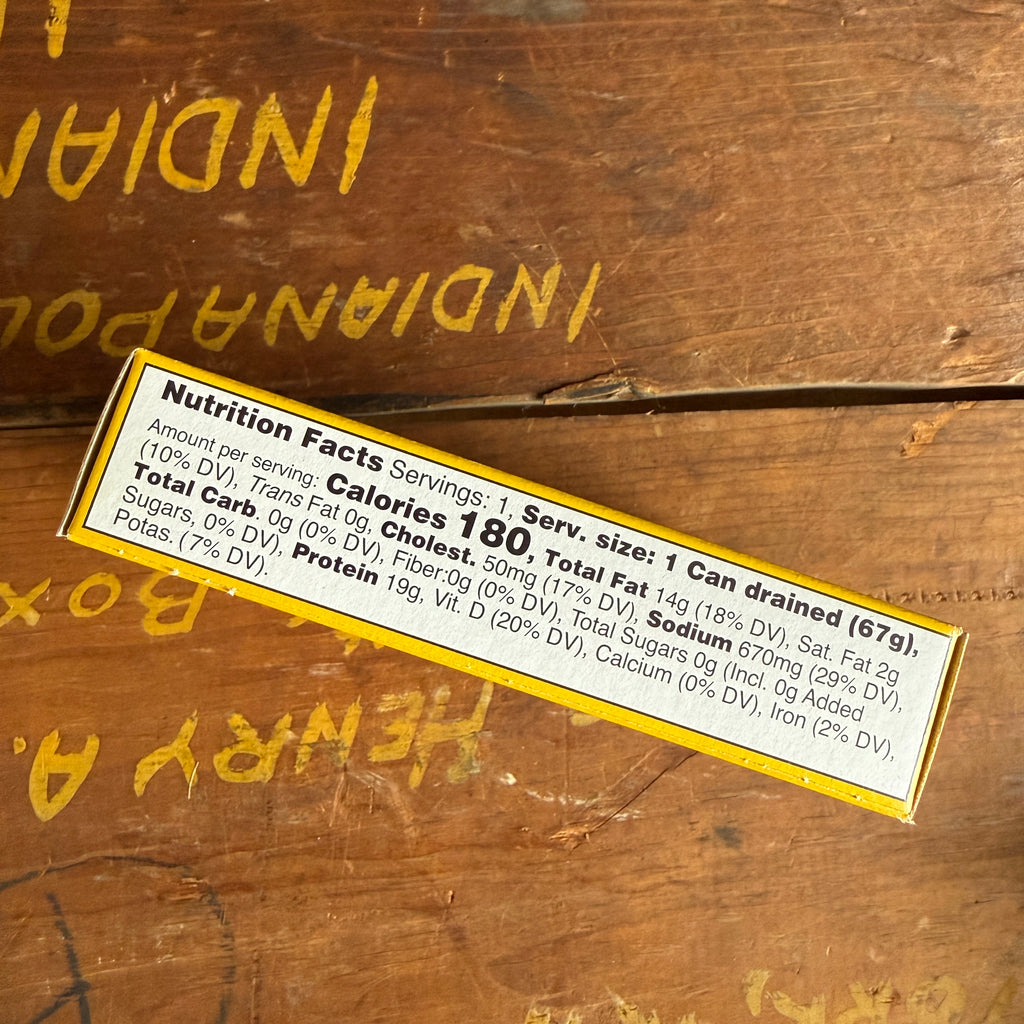 INDIAN
INDIANAPOL
Nutrition Facts Servings: 1, Serv. size: 1 Can drained (67g),
Amount per serving: Calories 180, Total Fat 14g (18% DV), Sat. Fat 2g
(10% DV), Trans Fat 0g, Cholest. 50mg (17% DV), Sodium 670mg (29% DV),
Total Carb. 0g (0% DV), Fiber:0g (0% DV), Total Sugars 0g (Incl. 0g Added
Sugars, 0% DV), Protein 19g, Vit. D (20% DV), Calcium (0% DV), Iron (2% DV),
Potas. (7% DV).
Box
HENRY A.